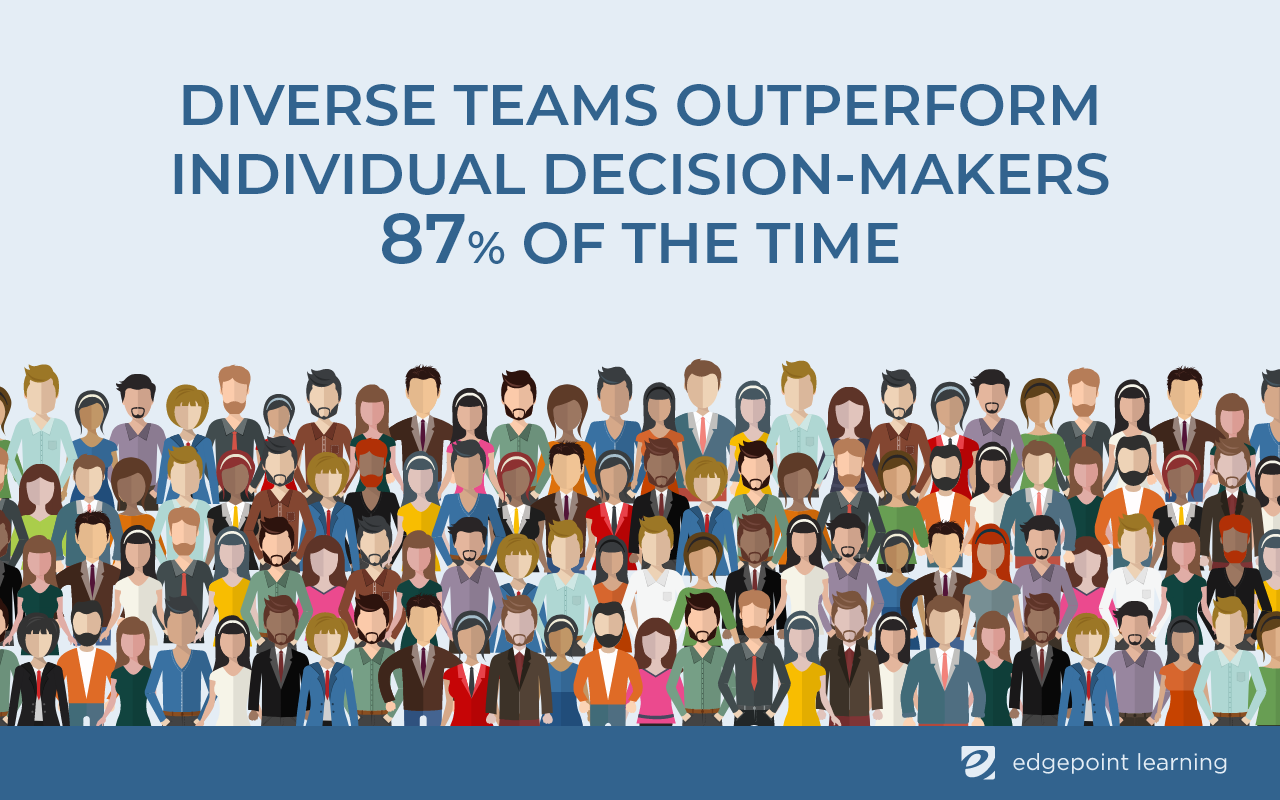 DIVERSE TEAMS OUTPERFORM
INDIVIDUAL DECISION-MAKERS
87% OF THE TIME
edgepoint learning